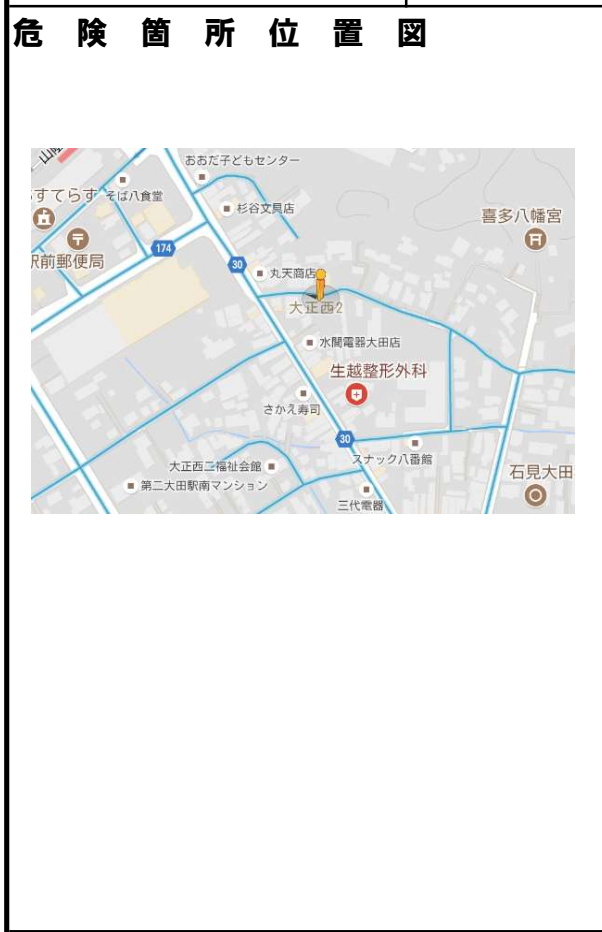 危険箇所位置図
山陰
おおだ子どもセンター
すてらす
そば八食堂
杉谷文具店
喜多八幡宮
駅前郵便局
174
30
丸天商店
大正西2
水間電器大田店
生越整形外科
さかえ寿司
30
スナック八番館
大正西二福祉会館
第二大田駅南マンション
石見大田
三代電器